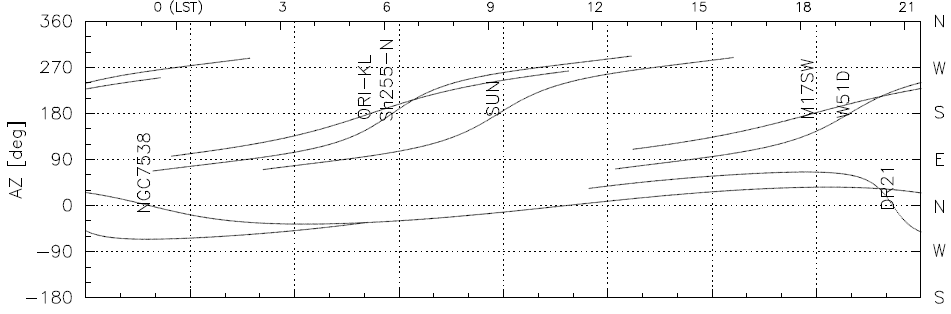 0 (LST) 3 6 9 12 15 18 21
360 N
270 W
180 S
90 E
0 N
−90 W
−180 S
AZ [deg]
NGC7538
ORI−KL
Sh255−N
SUN
M17SW
W51D
DR21